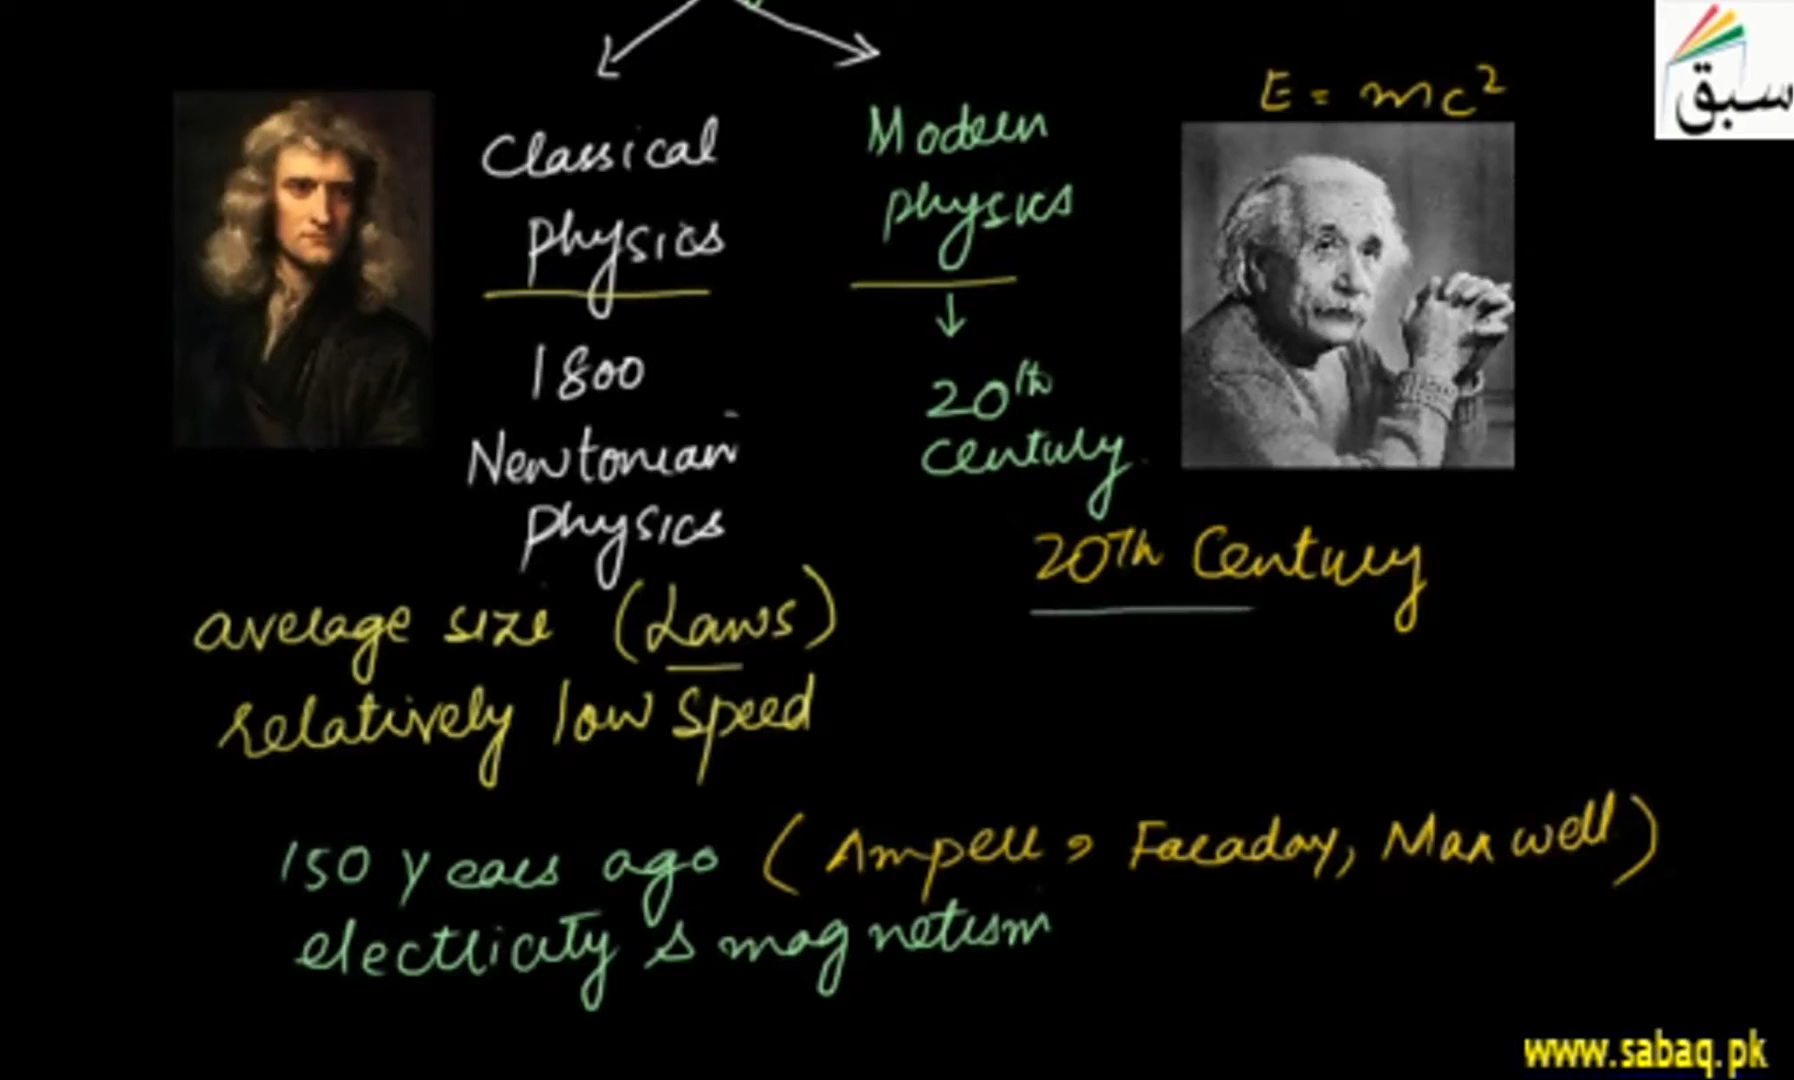 E = mc²
سبق
Classical
physics
Modern
physics
1800
Newtonian
physics
20th
century
20Th Century
average size (Laws)
relatively low speed
150 years ago (Ampere, Faraday, Maxwell)
electricity & magnetism
www.sabaq.pk